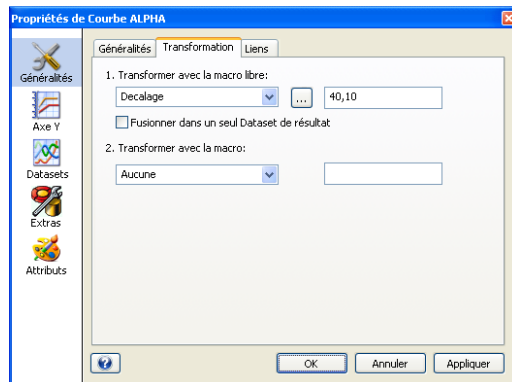 Propriétés de Courbe ALPHA
Généralités
Axe Y
Datasets
Extras
Attributs
Généralités Transformation Liens
1. Transformer avec la macro libre:
Decalage ... 40,10
Fusionner dans un seul Dataset de résultat
2. Transformer avec la macro:
Aucune
? OK Annuler Appliquer